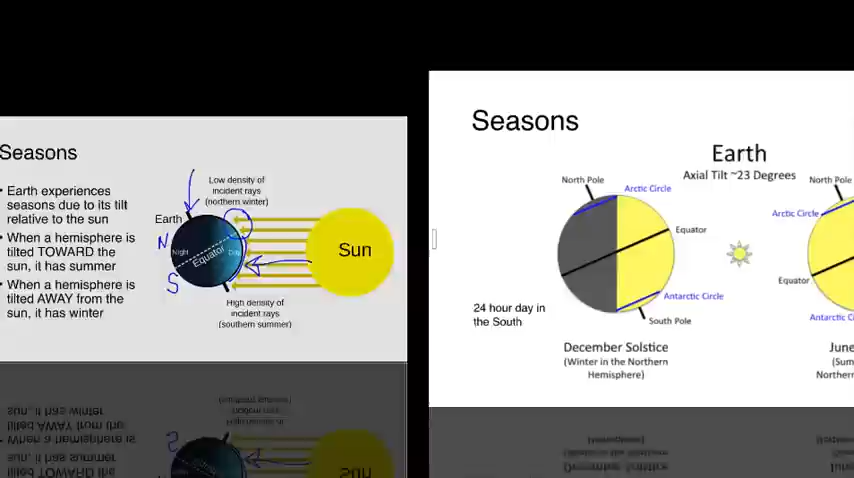 Seasons
• Earth experiences
seasons due to its tilt
relative to the sun
• When a hemisphere is
tilted TOWARD the
sun, it has summer
• When a hemisphere is
tilted AWAY from the
sun, it has winter
Low density of
incident rays
(northern winter)
Earth
N
Night
Equator
Day
S
Sun
High density of
incident rays
(southern summer)
Seasons
Earth
Axial Tilt ~23 Degrees
North Pole
Arctic Circle
Equator
Antarctic Circle
South Pole
24 hour day in
the South
December Solstice
(Winter in the Northern
Hemisphere)
North Pole
Arctic Circle
Equator
Antarctic Ci
June
(Sum
Northern